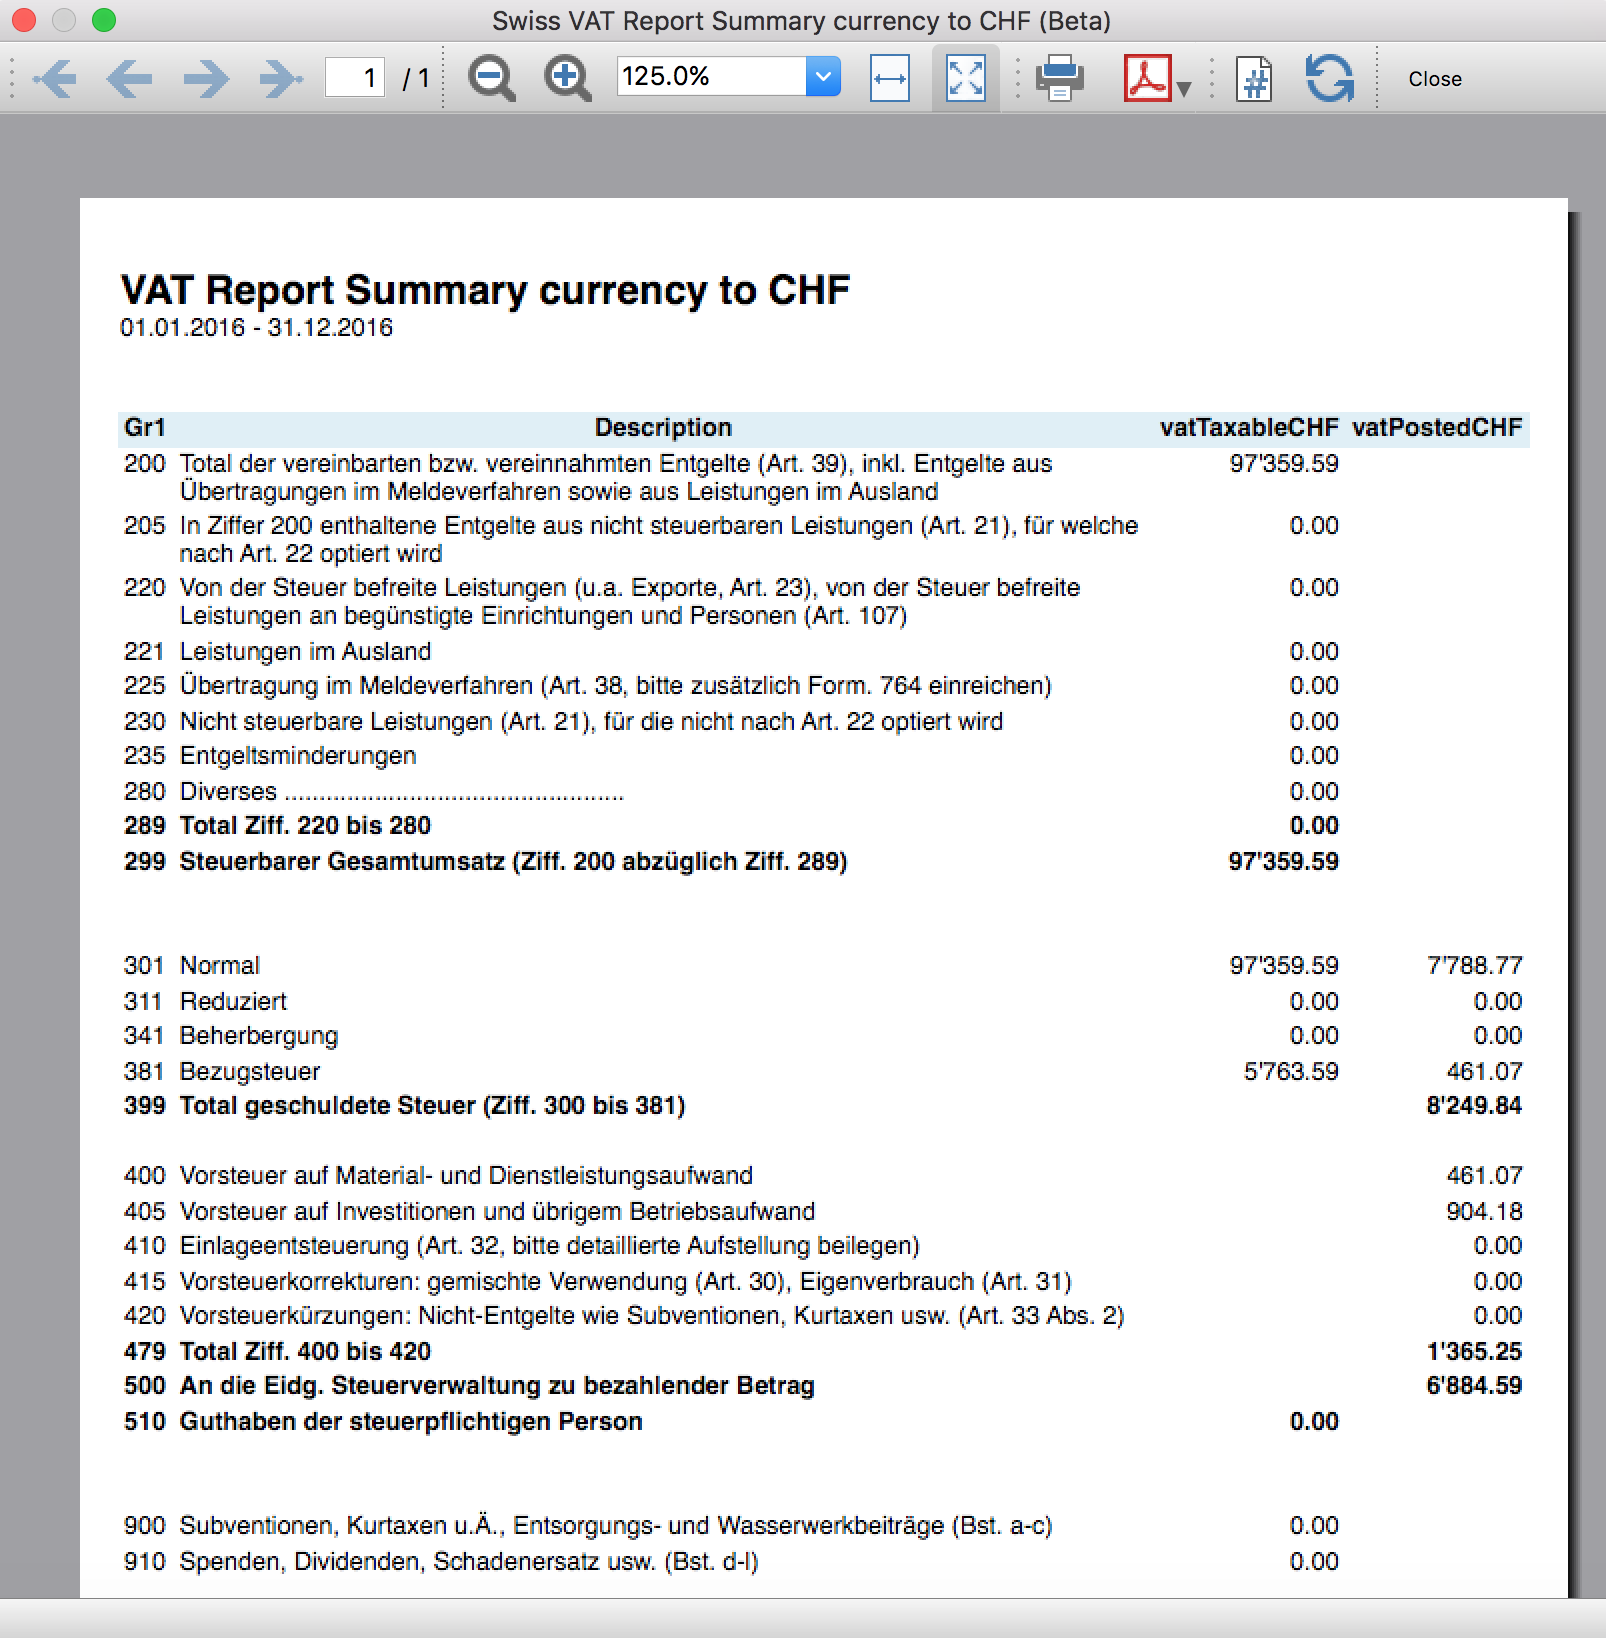 Swiss VAT Report Summary currency to CHF (Beta)
1 / 1 125.0% # Close
VAT Report Summary currency to CHF
01.01.2016 - 31.12.2016
Gr1 Description vatTaxableCHF vatPostedCHF
200 Total der vereinbarten bzw. vereinnahmten Entgelte (Art. 39), inkl. Entgelte aus 97'359.59
Übertragungen im Meldeverfahren sowie aus Leistungen im Ausland
205 In Ziffer 200 enthaltene Entgelte aus nicht steuerbaren Leistungen (Art. 21), für welche 0.00
nach Art. 22 optiert wird
220 Von der Steuer befreite Leistungen (u.a. Exporte, Art. 23), von der Steuer befreite 0.00
Leistungen an begünstigte Einrichtungen und Personen (Art. 107)
221 Leistungen im Ausland 0.00
225 Übertragung im Meldeverfahren (Art. 38, bitte zusätzlich Form. 764 einreichen) 0.00
230 Nicht steuerbare Leistungen (Art. 21), für die nicht nach Art. 22 optiert wird 0.00
235 Entgeltsminderungen 0.00
280 Diverses ................................................. 0.00
289 Total Ziff. 220 bis 280 0.00
299 Steuerbarer Gesamtumsatz (Ziff. 200 abzüglich Ziff. 289) 97'359.59
301 Normal 97'359.59 7'788.77
311 Reduziert 0.00 0.00
341 Beherbergung 0.00 0.00
381 Bezugsteuer 5'763.59 461.07
399 Total geschuldete Steuer (Ziff. 300 bis 381) 8'249.84
400 Vorsteuer auf Material- und Dienstleistungsaufwand 461.07
405 Vorsteuer auf Investitionen und übrigem Betriebsaufwand 904.18
410 Einlageentsteuerung (Art. 32, bitte detaillierte Aufstellung beilegen) 0.00
415 Vorsteuerkorrekturen: gemischte Verwendung (Art. 30), Eigenverbrauch (Art. 31) 0.00
420 Vorsteuerkürzungen: Nicht-Entgelte wie Subventionen, Kurtaxen usw. (Art. 33 Abs. 2) 0.00
479 Total Ziff. 400 bis 420 1'365.25
500 An die Eidg. Steuerverwaltung zu bezahlender Betrag 6'884.59
510 Guthaben der steuerpflichtigen Person 0.00
900 Subventionen, Kurtaxen u.Ä., Entsorgungs- und Wasserwerkbeiträge (Bst. a-c) 0.00
910 Spenden, Dividenden, Schadenersatz usw. (Bst. d-l) 0.00